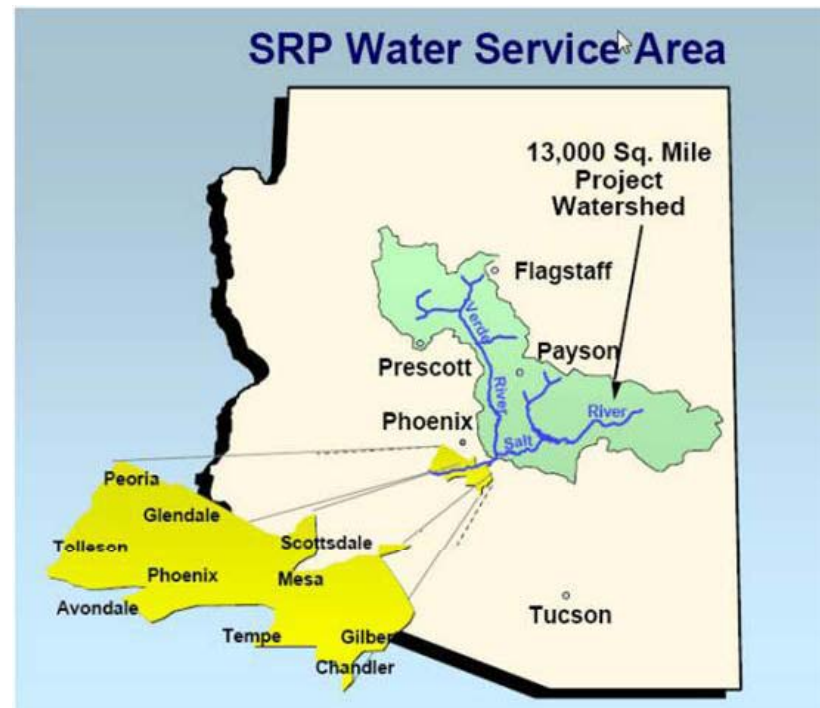 SRP Water Service Area
13,000 Sq. Mile
Project
Watershed
Flagstaff
Verde
River
Prescott
Payson
Phoenix
Salt
River
Peoria
Glendale
Tolleson
Scottsdale
Phoenix
Mesa
Avondale
Tempe
Gilber
Chandler
Tucson